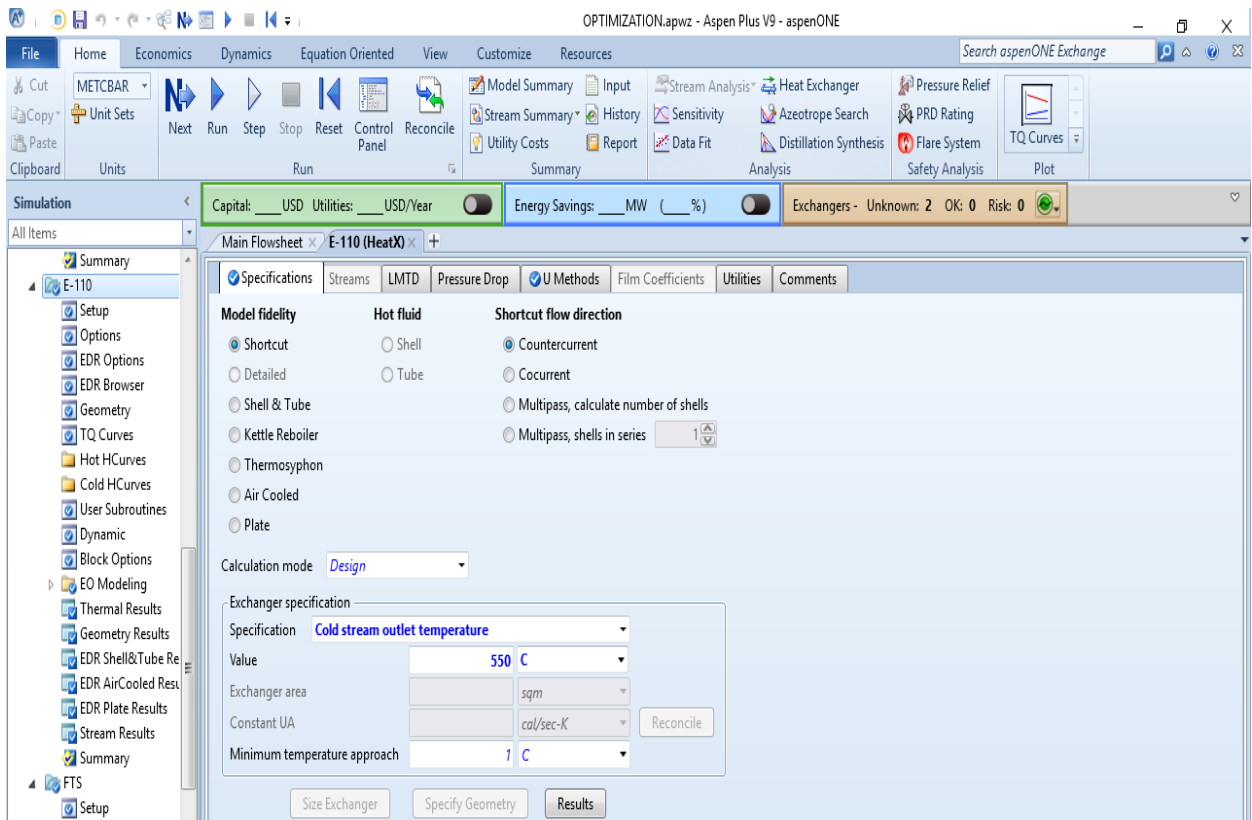 OPTIMIZATION.apwz - Aspen Plus V9 - aspenONE
File Home Economics Dynamics Equation Oriented View Customize Resources Search aspenONE Exchange
Cut METCBAR Model Summary Input Stream Analysis Heat Exchanger Pressure Relief
Copy Unit Sets Stream Summary History Sensitivity Azeotrope Search PRD Rating
Paste Next Run Step Stop Reset Control Panel Reconcile Utility Costs Report Data Fit Distillation Synthesis Flare System TQ Curves
Clipboard Units Run Summary Analysis Safety Analysis Plot
Simulation
Capital: ____USD Utilities: ____USD/Year Energy Savings: ____MW (____%) Exchangers - Unknown: 2 OK: 0 Risk: 0
All Items
Main Flowsheet E-110 (HeatX) +
Summary
E-110
Setup
Options
EDR Options
EDR Browser
Geometry
TQ Curves
Hot HCurves
Cold HCurves
User Subroutines
Dynamic
Block Options
EO Modeling
Thermal Results
Geometry Results
EDR Shell&Tube Re
EDR AirCooled Resu
EDR Plate Results
Stream Results
Summary
FTS
Setup
Specifications Streams LMTD Pressure Drop U Methods Film Coefficients Utilities Comments
Model fidelity Hot fluid Shortcut flow direction
Shortcut Shell Countercurrent
Detailed Tube Cocurrent
Shell & Tube Multipass, calculate number of shells
Kettle Reboiler Multipass, shells in series 1
Thermosyphon
Air Cooled
Plate
Calculation mode Design
Exchanger specification
Specification Cold stream outlet temperature
Value 550 C
Exchanger area sqm
Constant UA cal/sec-K Reconcile
Minimum temperature approach 1 C
Size Exchanger Specify Geometry Results